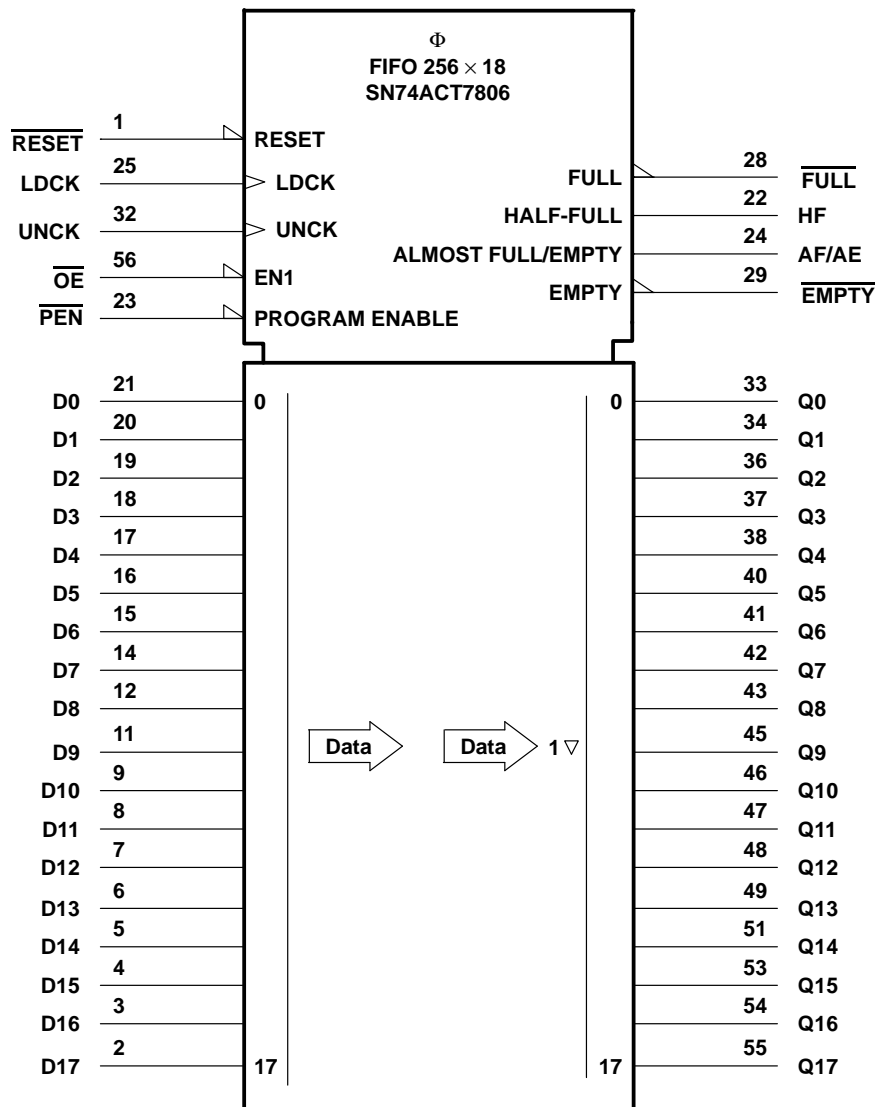 Φ
FIFO 256 × 18
SN74ACT7806
RESET 1 RESET
LDCK 25 LDCK
UNCK 32 UNCK
OE 56 EN1
PEN 23 PROGRAM ENABLE
FULL 28 FULL
HALF-FULL 22 HF
ALMOST FULL/EMPTY 24 AF/AE
EMPTY 29 EMPTY
D0 21 0 0 33 Q0
D1 20 34 Q1
D2 19 36 Q2
D3 18 37 Q3
D4 17 38 Q4
D5 16 40 Q5
D6 15 41 Q6
D7 14 42 Q7
D8 12 43 Q8
D9 11 Data Data 1 ▽ 45 Q9
D10 9 46 Q10
D11 8 47 Q11
D12 7 48 Q12
D13 6 49 Q13
D14 5 51 Q14
D15 4 53 Q15
D16 3 54 Q16
D17 2 17 17 55 Q17